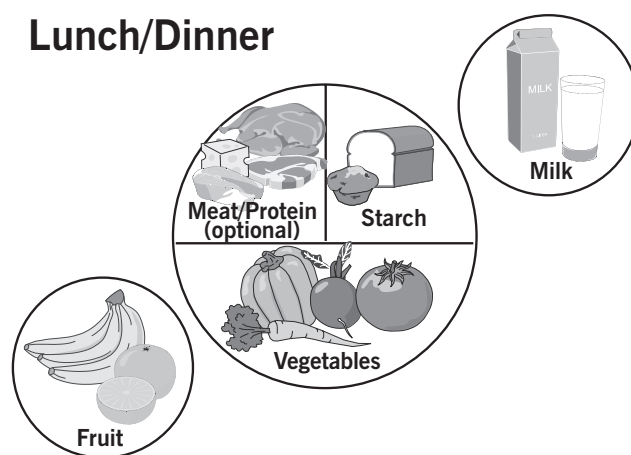 Lunch/Dinner
MILK
Milk
Meat/Protein
(optional)
Starch
Vegetables
Fruit